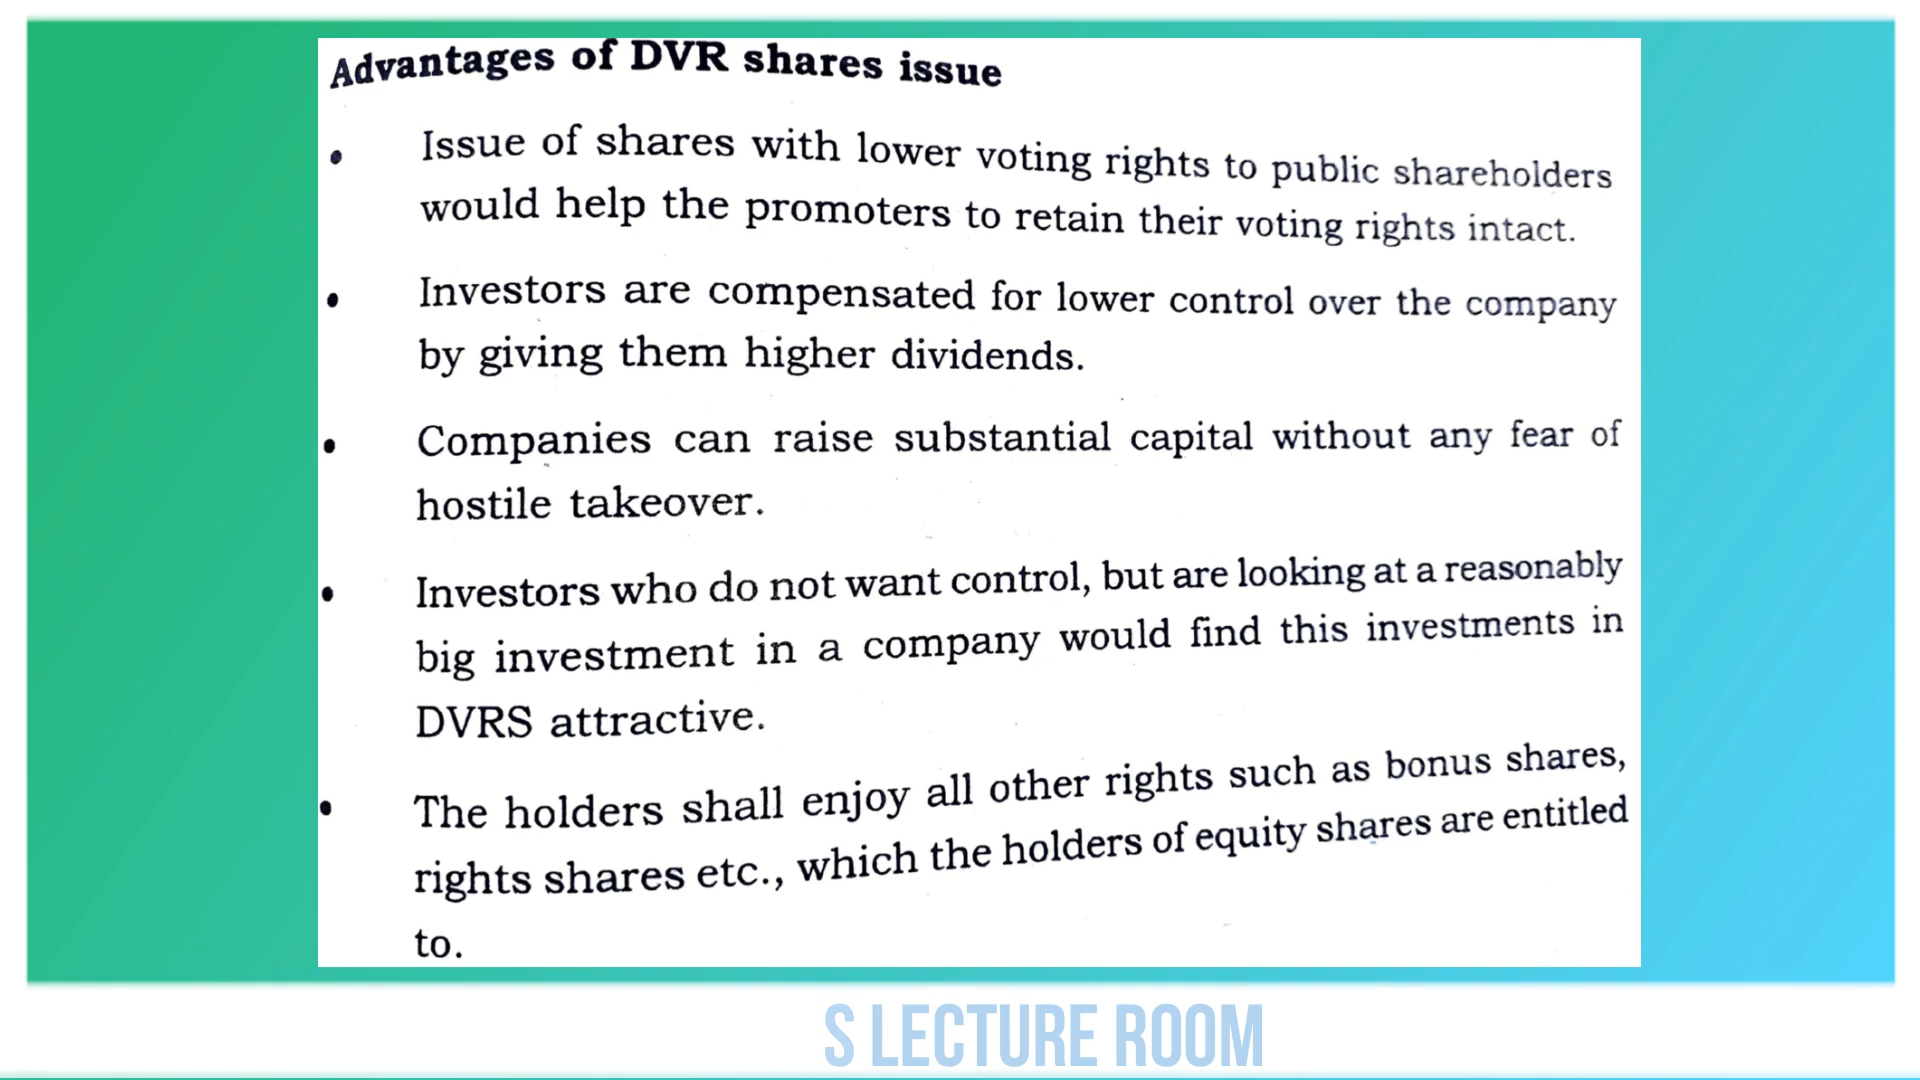 Advantages of DVR shares issue
• Issue of shares with lower voting rights to public shareholders
would help the promoters to retain their voting rights intact.
• Investors are compensated for lower control over the company
by giving them higher dividends.
• Companies can raise substantial capital without any fear of
hostile takeover.
• Investors who do not want control, but are looking at a reasonably
big investment in a company would find this investments in
DVRS attractive.
• The holders shall enjoy all other rights such as bonus shares,
rights shares etc., which the holders of equity shares are entitled
to.
S LECTURE ROOM